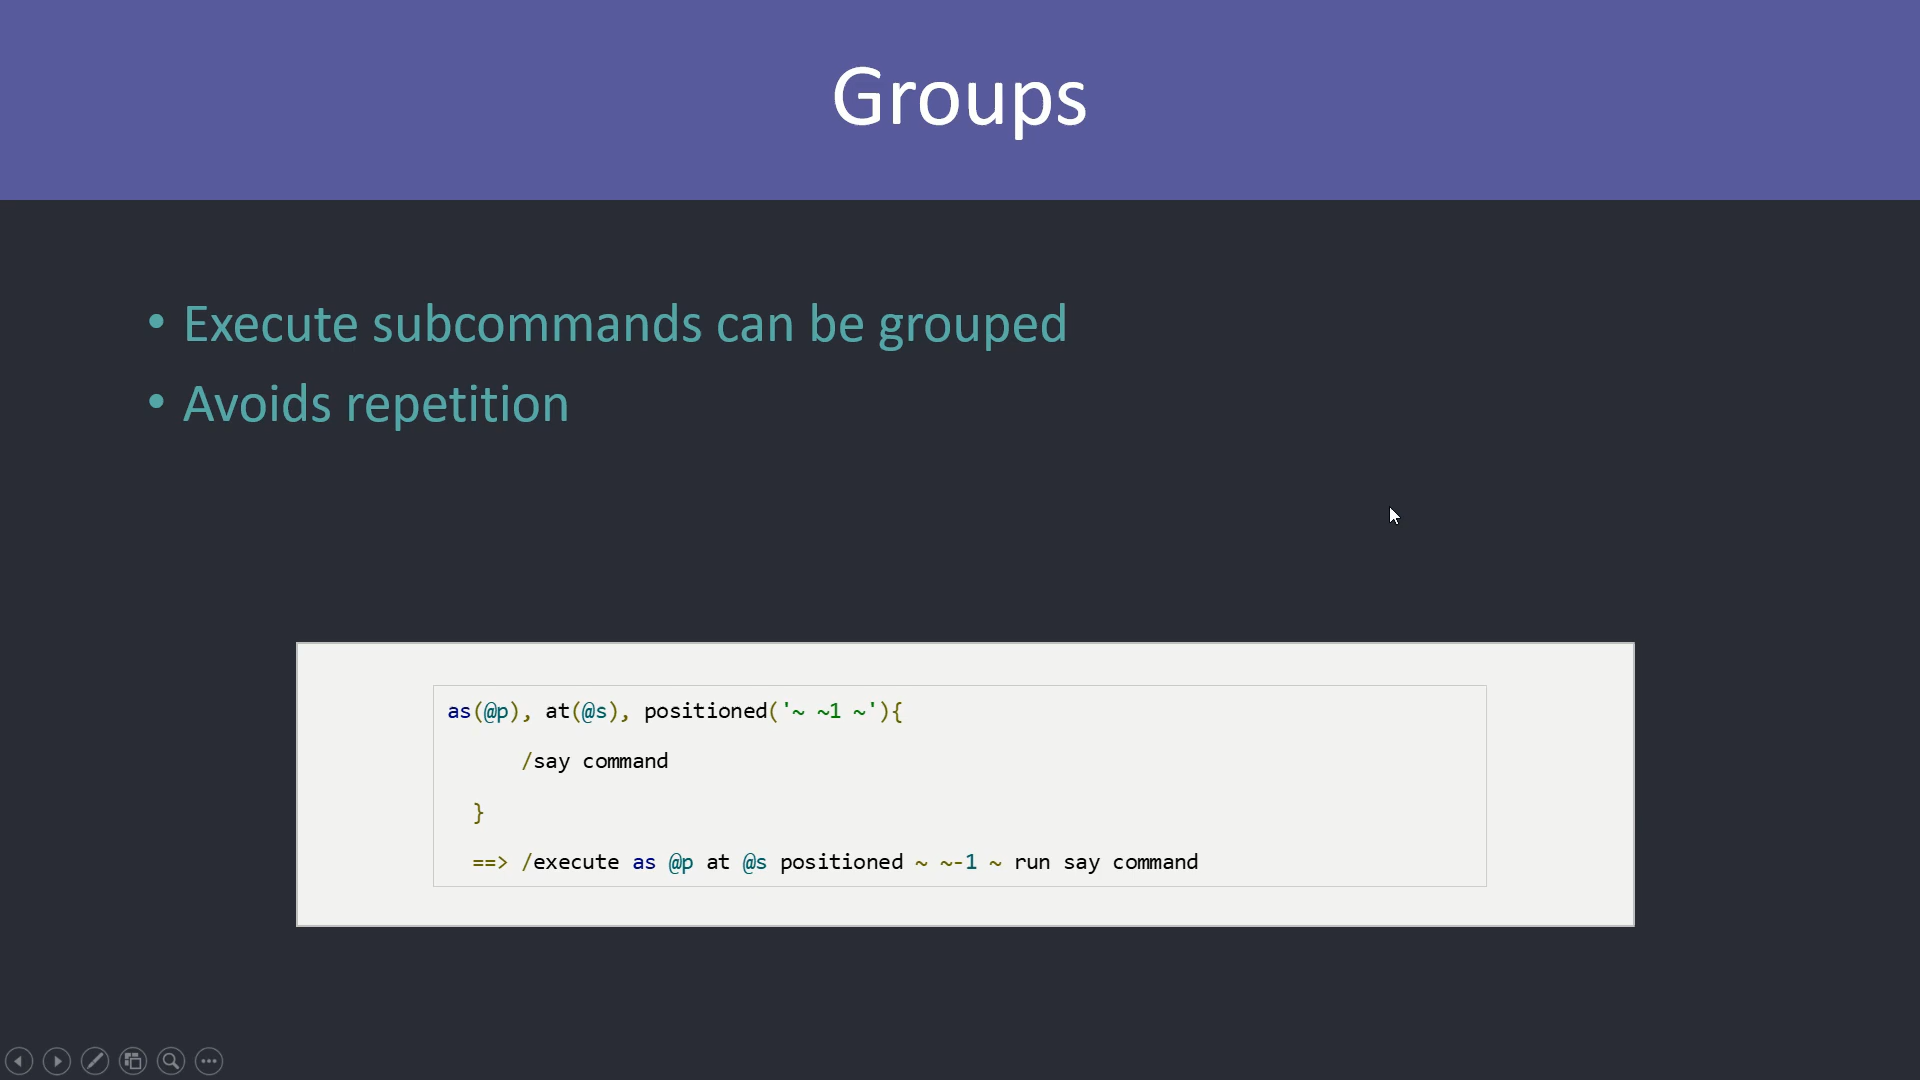 Groups
• Execute subcommands can be grouped
• Avoids repetition
as(@p), at(@s), positioned('~ ~1 ~'){
/say command
}
==> /execute as @p at @s positioned ~ ~-1 ~ run say command